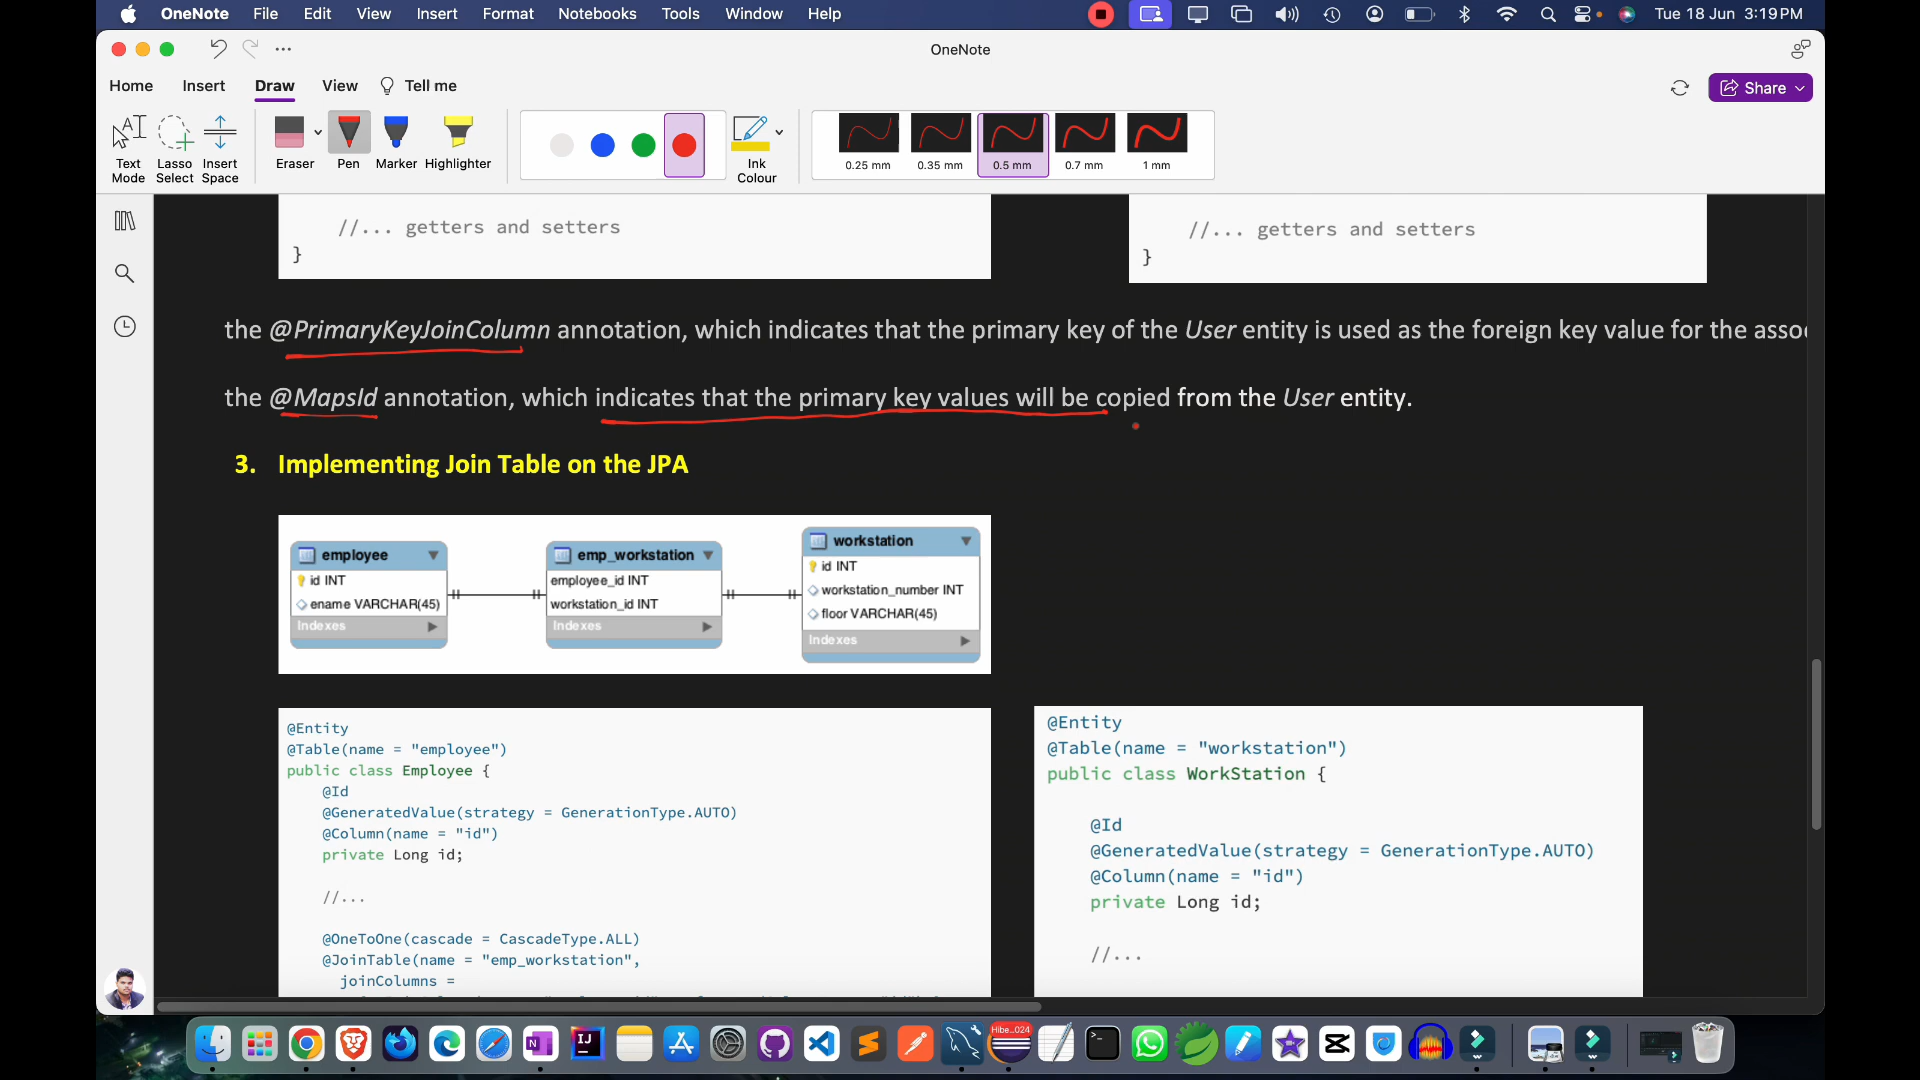 OneNote File Edit View Insert Format Notebooks Tools Window Help Tue 18 Jun 3:19 PM
OneNote
Home Insert Draw View Tell me Share
Text Mode Lasso Select Insert Space Eraser Pen Marker Highlighter Ink Colour 0.25 mm 0.35 mm 0.5 mm 0.7 mm 1 mm
//... getters and setters
}
//... getters and setters
}
the @PrimaryKeyJoinColumn annotation, which indicates that the primary key of the User entity is used as the foreign key value for the asso
the @MapsId annotation, which indicates that the primary key values will be copied from the User entity.
3. Implementing Join Table on the JPA
employee
id INT
ename VARCHAR(45)
Indexes
emp_workstation
employee_id INT
workstation_id INT
Indexes
workstation
id INT
workstation_number INT
floor VARCHAR(45)
Indexes
@Entity
@Table(name = "employee")
public class Employee {
@Id
@GeneratedValue(strategy = GenerationType.AUTO)
@Column(name = "id")
private Long id;
//...
@OneToOne(cascade = CascadeType.ALL)
@JoinTable(name = "emp_workstation",
joinColumns =
@Entity
@Table(name = "workstation")
public class WorkStation {
@Id
@GeneratedValue(strategy = GenerationType.AUTO)
@Column(name = "id")
private Long id;
//...
Hibe..024